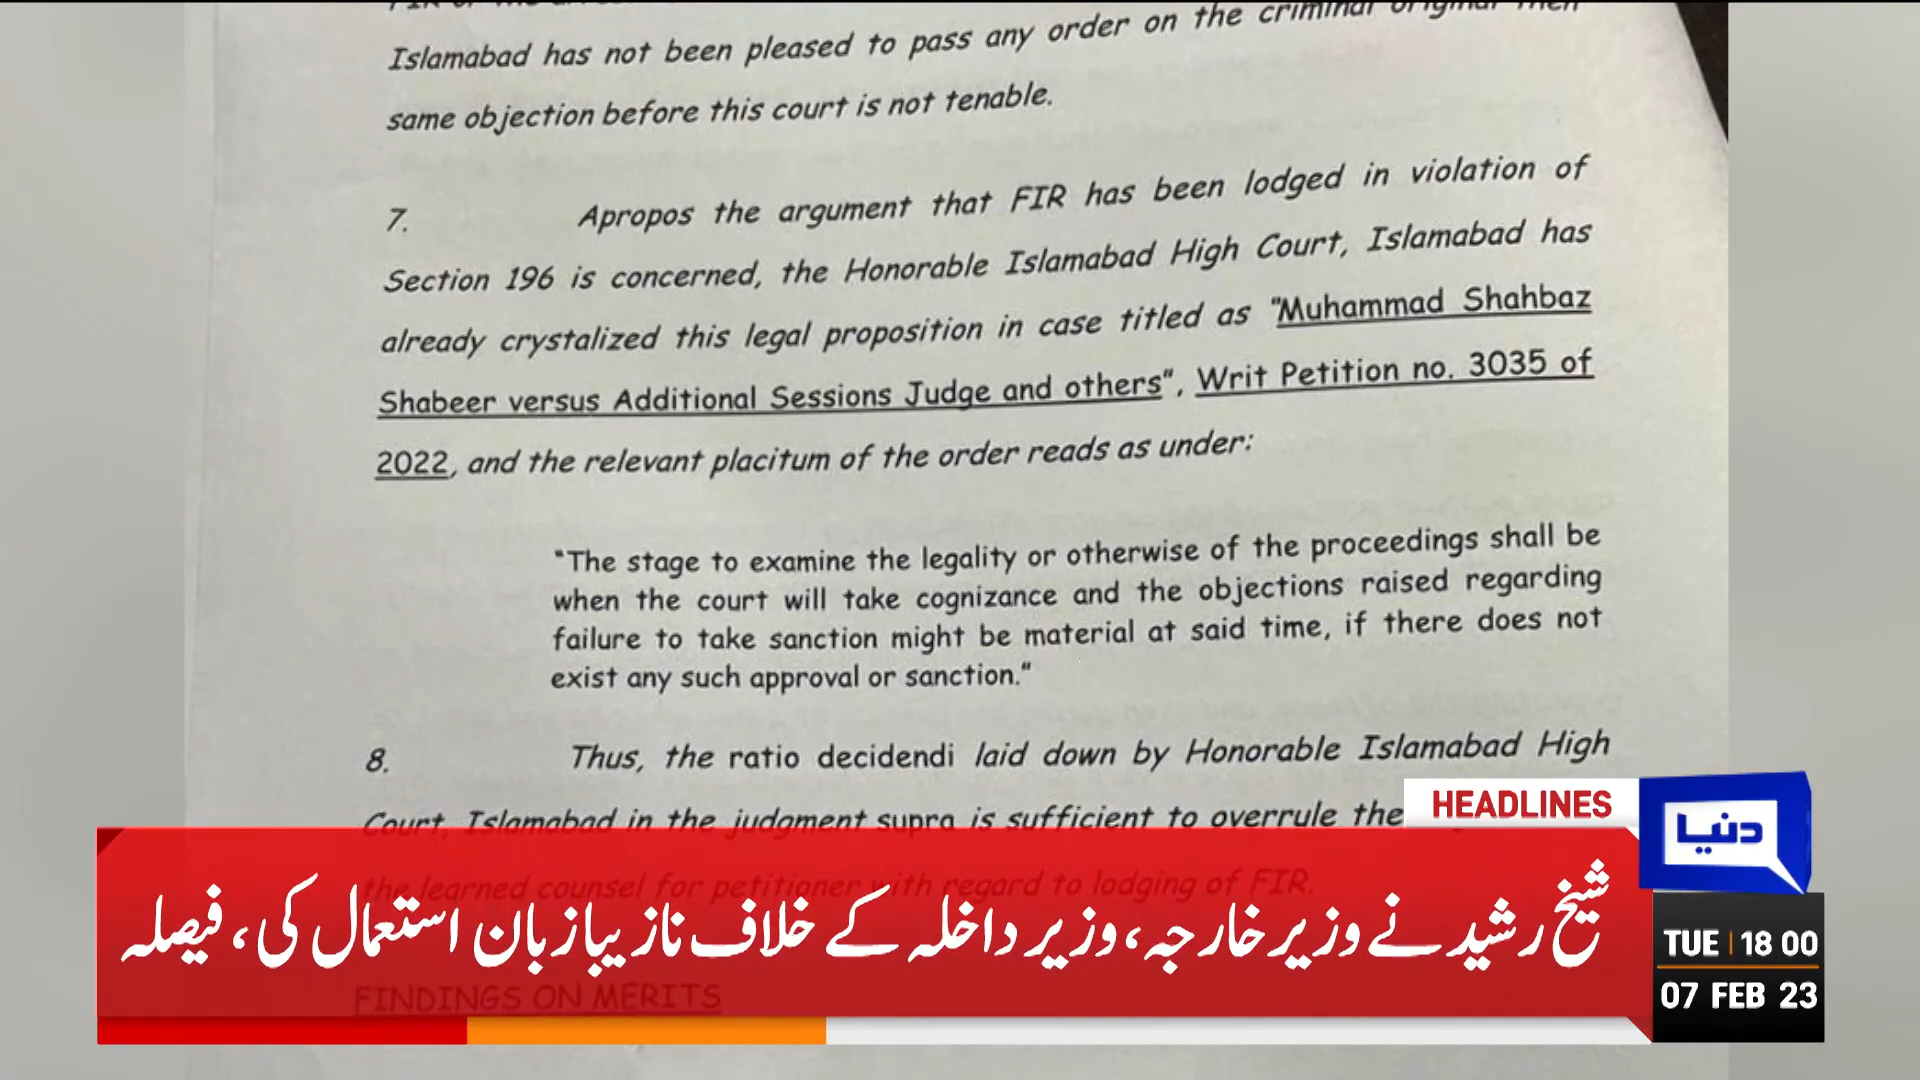 Islamabad has not been pleased to pass any order on the criminal original then
same objection before this court is not tenable.
7. Apropos the argument that FIR has been lodged in violation of
Section 196 is concerned, the Honorable Islamabad High Court, Islamabad has
already crystalized this legal proposition in case titled as "Muhammad Shahbaz
Shabeer versus Additional Sessions Judge and others", Writ Petition no. 3035 of
2022, and the relevant placitum of the order reads as under:
"The stage to examine the legality or otherwise of the proceedings shall be
when the court will take cognizance and the objections raised regarding
failure to take sanction might be material at said time, if there does not
exist any such approval or sanction."
8. Thus, the ratio decidendi laid down by Honorable Islamabad High
Court, Islamabad in the judgment supra is sufficient to overrule the
the learned counsel for petitioner with regard to lodging of FIR.
FINDINGS ON MERITS
HEADLINES
دنیا
شیخ رشید نے وزیر خارجہ، وزیر داخلہ کے خلاف نازیبا زبان استعمال کی، فیصلہ
TUE 18 00
07 FEB 23